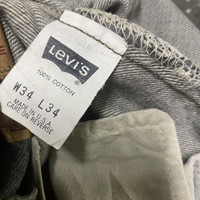 Levi's
100% COTTON
W34 L34
MADE IN U.S.A.
CARE ON REVERSE